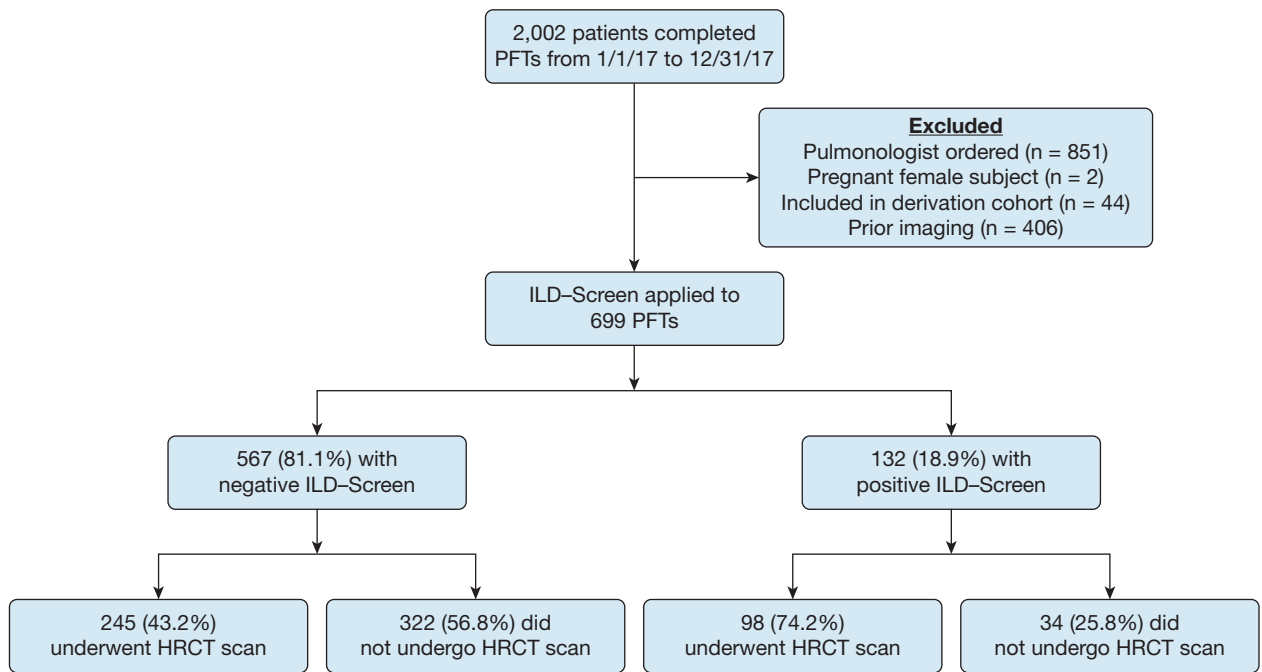 2,002 patients completed
PFTs from 1/1/17 to 12/31/17
Excluded
Pulmonologist ordered (n = 851)
Pregnant female subject (n = 2)
Included in derivation cohort (n = 44)
Prior imaging (n = 406)
ILD–Screen applied to
699 PFTs
567 (81.1%) with
negative ILD–Screen
132 (18.9%) with
positive ILD–Screen
245 (43.2%)
underwent HRCT scan
322 (56.8%) did
not undergo HRCT scan
98 (74.2%)
underwent HRCT scan
34 (25.8%) did
not undergo HRCT scan